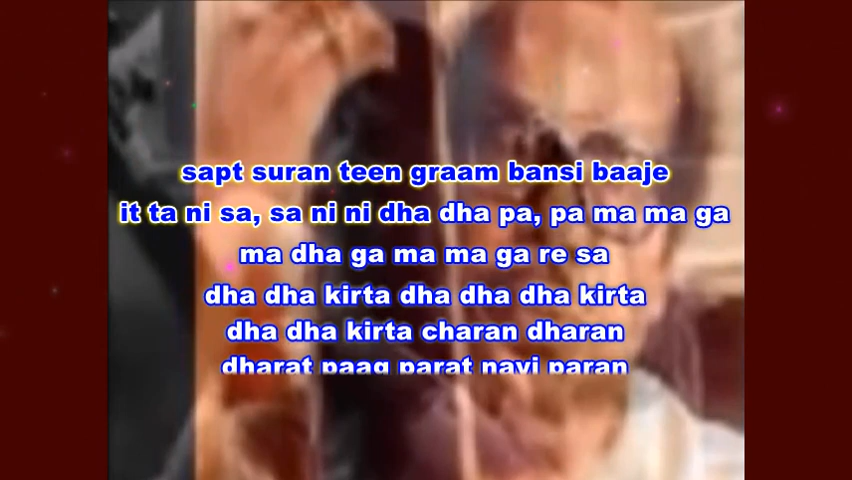 sapt suran teen graam bansi baaje
it ta ni sa, sa ni ni dha dha pa, pa ma ma ga
ma dha ga ma ma ga re sa
dha dha kirta dha dha dha kirta
dha dha kirta charan dharan
dharat paag parat navi paran